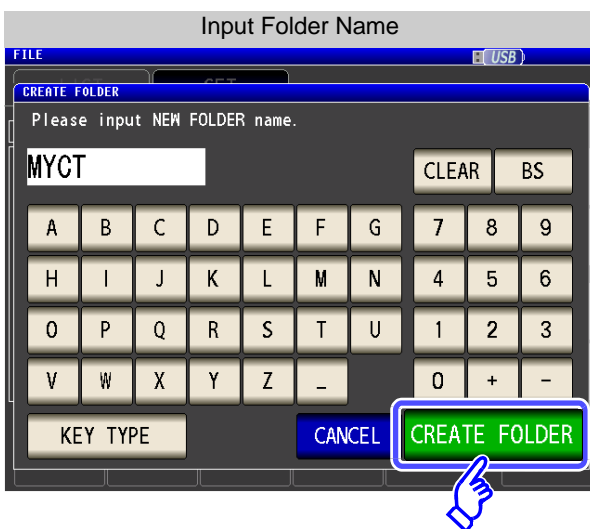 Input Folder Name
FILE USB
CREATE FOLDER
Please input NEW FOLDER name.
MYCT CLEAR BS
A B C D E F G 7 8 9
H I J K L M N 4 5 6
O P Q R S T U 1 2 3
V W X Y Z _ 0 + -
KEY TYPE CANCEL CREATE FOLDER